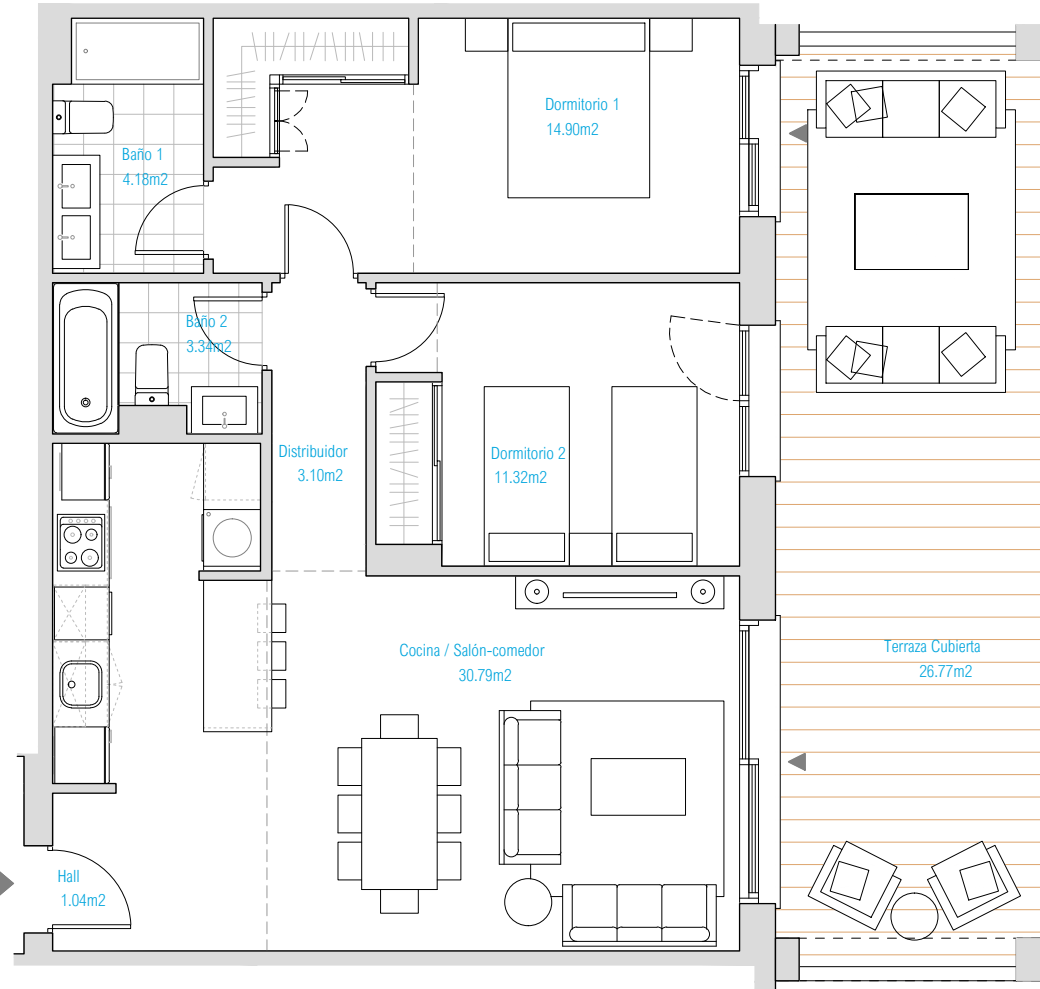 Dormitorio 1
14.90m2
Baño 1
4.18m2
Baño 2
3.34m2
Distribuidor
3.10m2
Dormitorio 2
11.32m2
Cocina / Salón-comedor
30.79m2
Terraza Cubierta
26.77m2
Hall
1.04m2